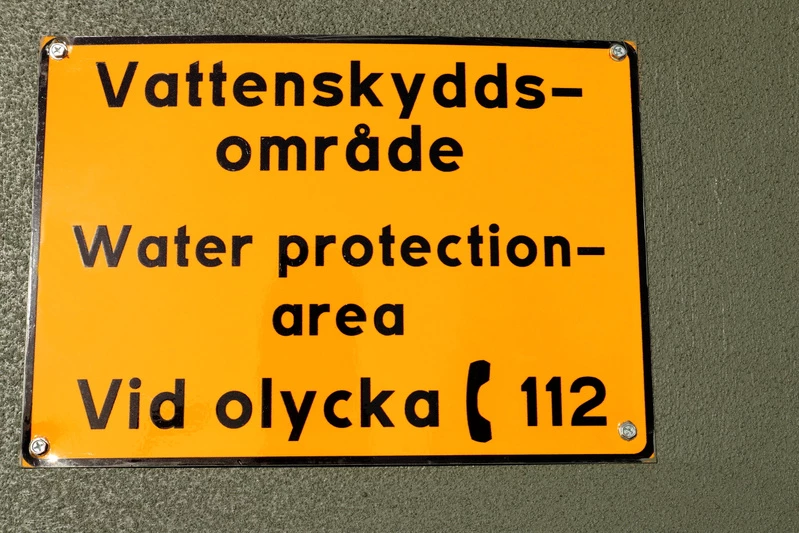 Vattenskydds-
område
Water protection-
area
Vid olycka 112